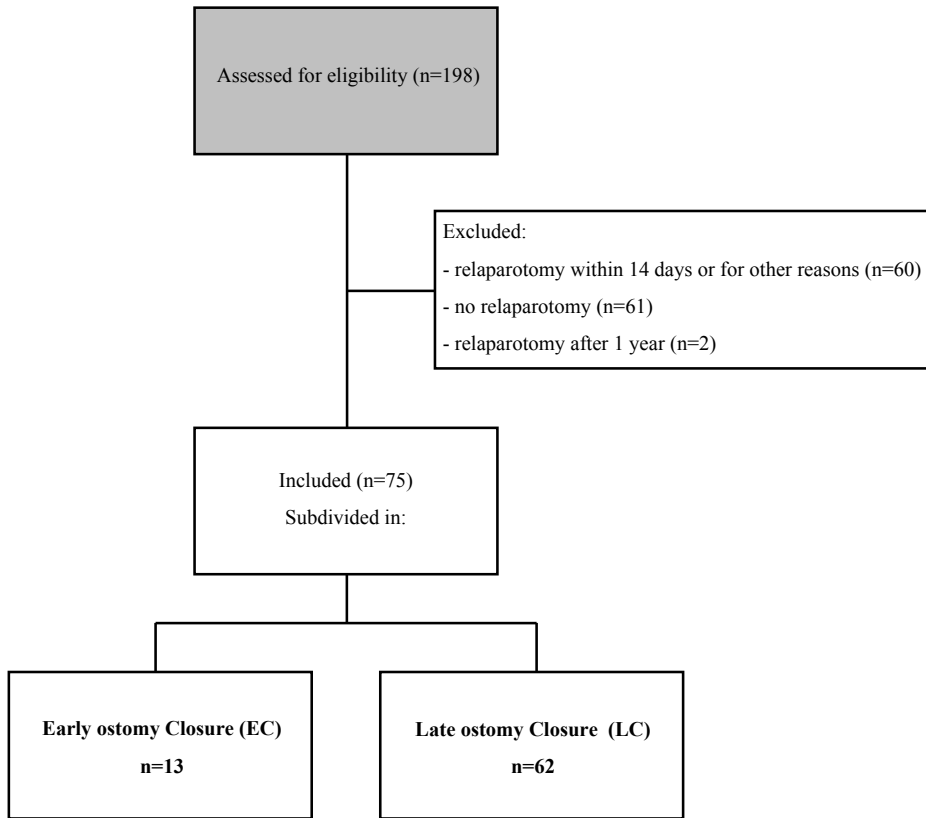 Assessed for eligibility (n=198)
Excluded:
- relaparotomy within 14 days or for other reasons (n=60)
- no relaparotomy (n=61)
- relaparotomy after 1 year (n=2)
Included (n=75)
Subdivided in:
Early ostomy Closure (EC)
n=13
Late ostomy Closure (LC)
n=62